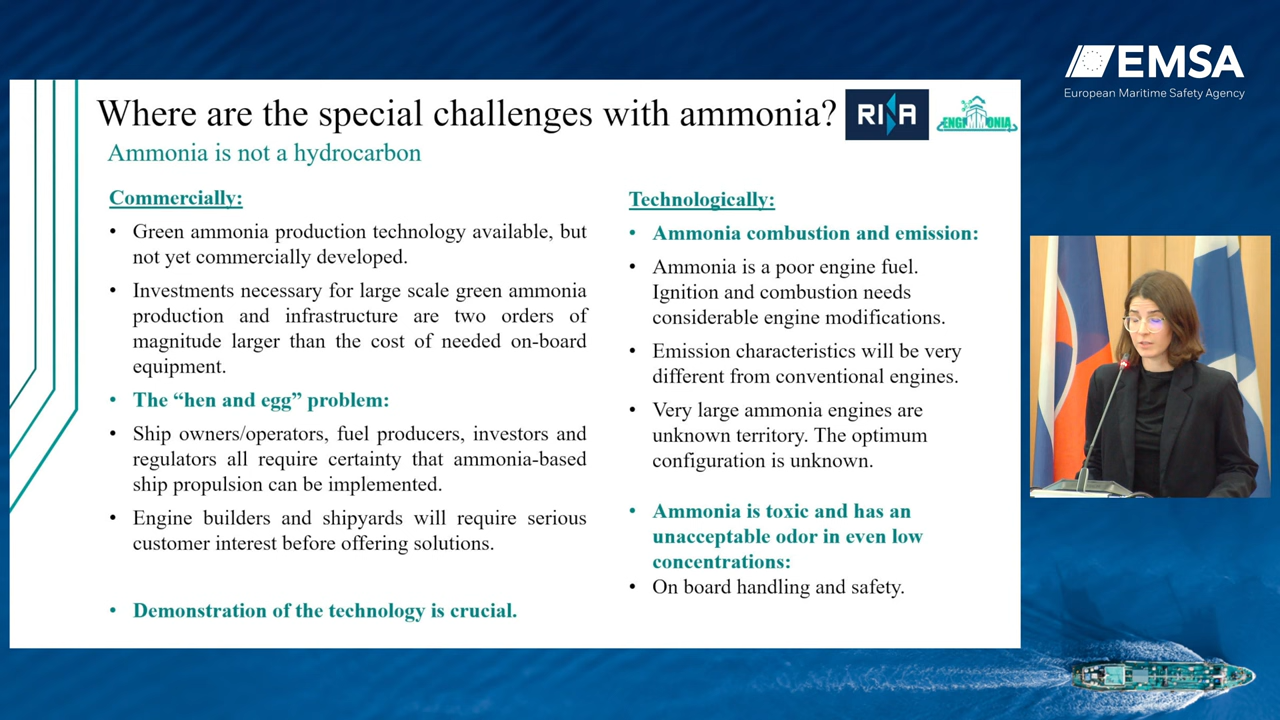 EMSA
European Maritime Safety Agency
Where are the special challenges with ammonia?
RINA
ENGIMMONIA
Ammonia is not a hydrocarbon
Commercially:
• Green ammonia production technology available, but
not yet commercially developed.
• Investments necessary for large scale green ammonia
production and infrastructure are two orders of
magnitude larger than the cost of needed on-board
equipment.
• The “hen and egg” problem:
• Ship owners/operators, fuel producers, investors and
regulators all require certainty that ammonia-based
ship propulsion can be implemented.
• Engine builders and shipyards will require serious
customer interest before offering solutions.
• Demonstration of the technology is crucial.
Technologically:
• Ammonia combustion and emission:
• Ammonia is a poor engine fuel.
Ignition and combustion needs
considerable engine modifications.
• Emission characteristics will be very
different from conventional engines.
• Very large ammonia engines are
unknown territory. The optimum
configuration is unknown.
• Ammonia is toxic and has an
unacceptable odor in even low
concentrations:
• On board handling and safety.